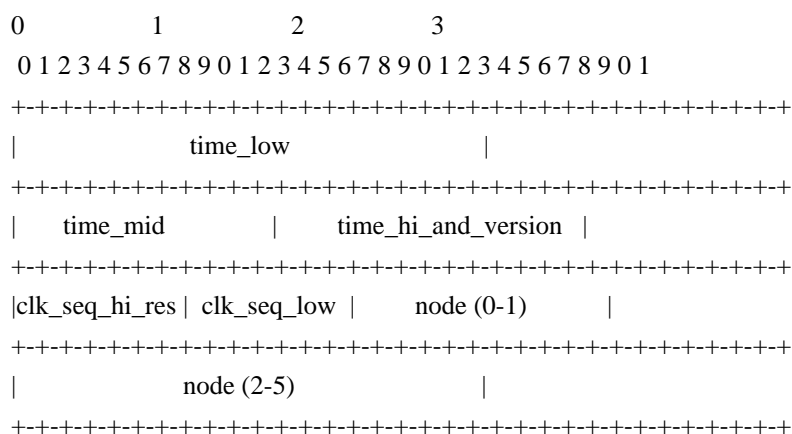 0 1 2 3
0 1 2 3 4 5 6 7 8 9 0 1 2 3 4 5 6 7 8 9 0 1 2 3 4 5 6 7 8 9 0 1
+-+-+-+-+-+-+-+-+-+-+-+-+-+-+-+-+-+-+-+-+-+-+-+-+-+-+-+-+-+-+-+-+
| time_low |
+-+-+-+-+-+-+-+-+-+-+-+-+-+-+-+-+-+-+-+-+-+-+-+-+-+-+-+-+-+-+-+-+
| time_mid | time_hi_and_version |
+-+-+-+-+-+-+-+-+-+-+-+-+-+-+-+-+-+-+-+-+-+-+-+-+-+-+-+-+-+-+-+-+
|clk_seq_hi_res | clk_seq_low | node (0-1) |
+-+-+-+-+-+-+-+-+-+-+-+-+-+-+-+-+-+-+-+-+-+-+-+-+-+-+-+-+-+-+-+-+
| node (2-5) |
+-+-+-+-+-+-+-+-+-+-+-+-+-+-+-+-+-+-+-+-+-+-+-+-+-+-+-+-+-+-+-+-+